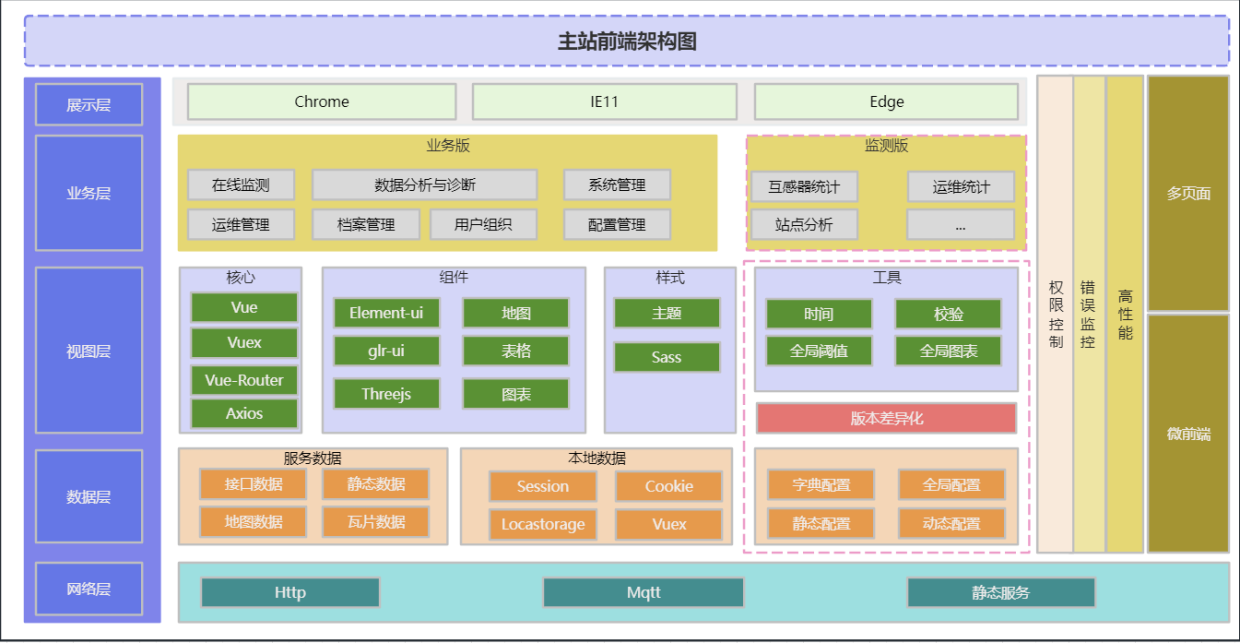 主站前端架构图
展示层
Chrome
IE11
Edge
业务层
业务版
在线监测
数据分析与诊断
系统管理
运维管理
档案管理
用户组织
配置管理
监测版
互感器统计
运维统计
站点分析
...
视图层
核心
Vue
Vuex
Vue-Router
Axios
组件
Element-ui
地图
glr-ui
表格
Threejs
图表
样式
主题
Sass
工具
时间
校验
全局阈值
全局图表
版本差异化
数据层
服务数据
接口数据
静态数据
地图数据
瓦片数据
本地数据
Session
Cookie
Locastorage
Vuex
字典配置
全局配置
静态配置
动态配置
网络层
Http
Mqtt
静态服务
权限控制
错误监控
高性能
多页面
微前端